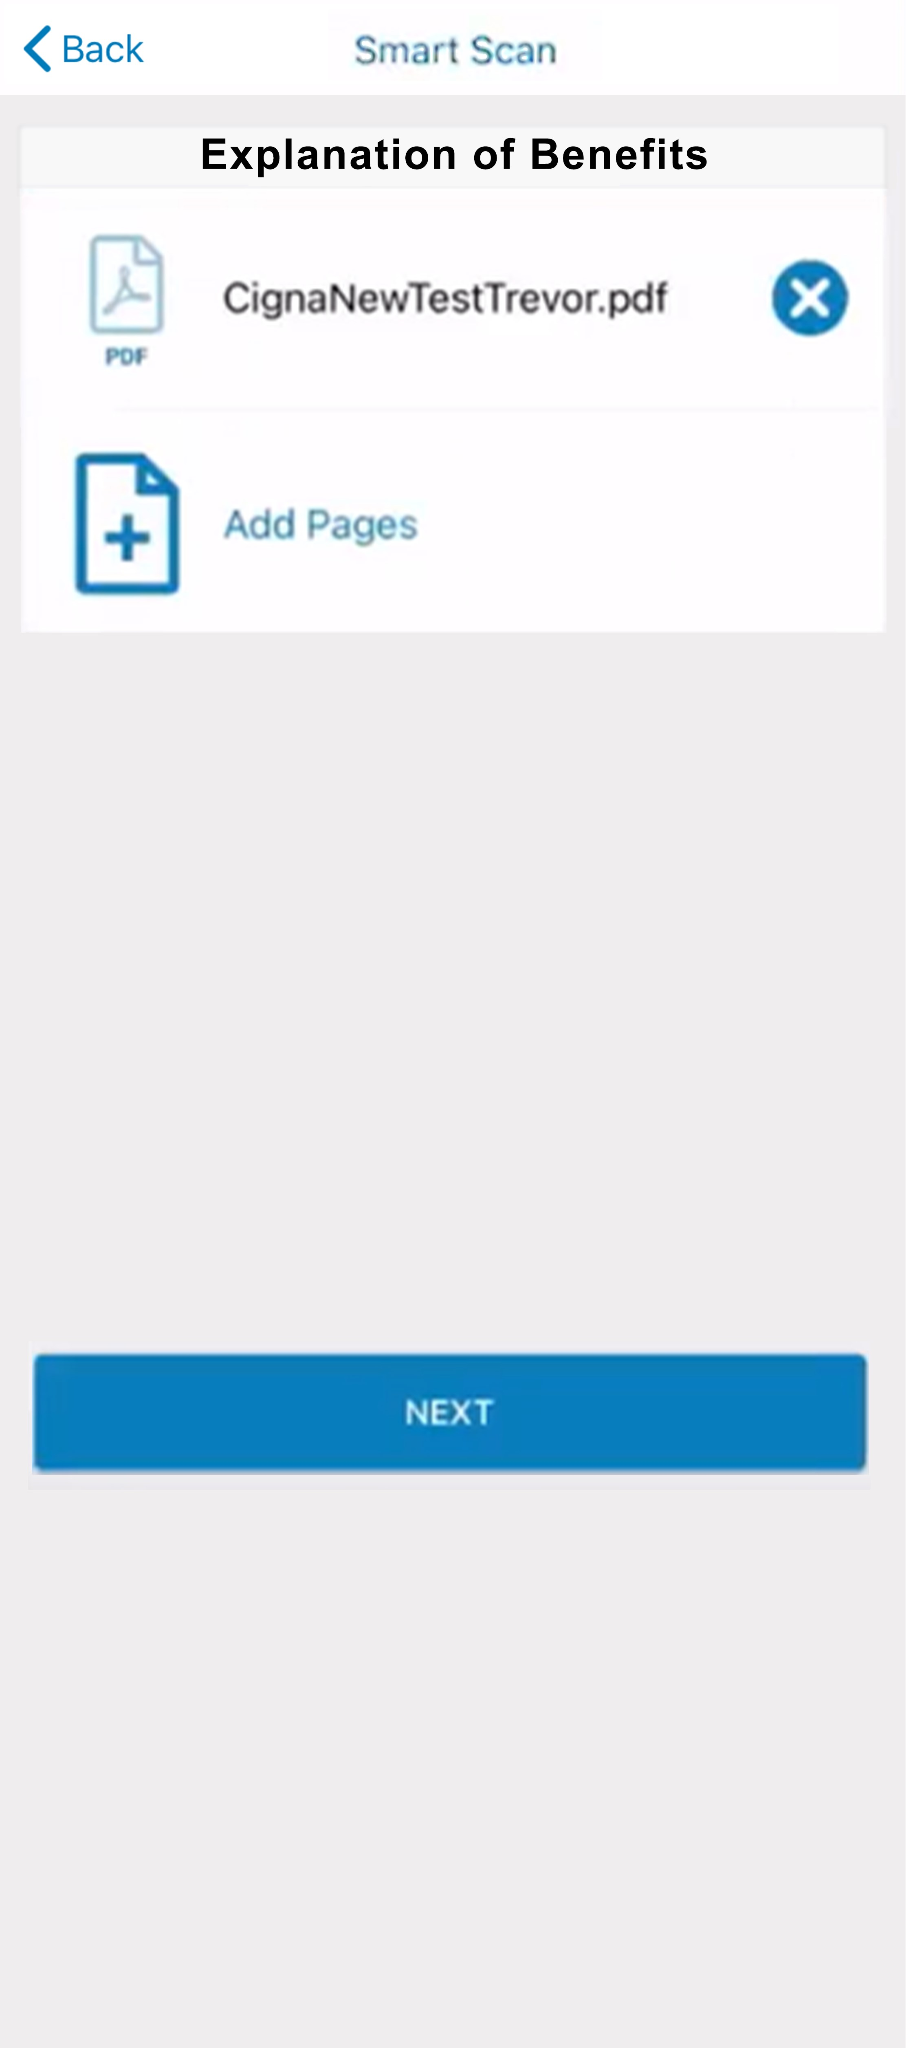 Back
Smart Scan
Explanation of Benefits
CignaNewTestTrevor.pdf
PDF
Add Pages
NEXT